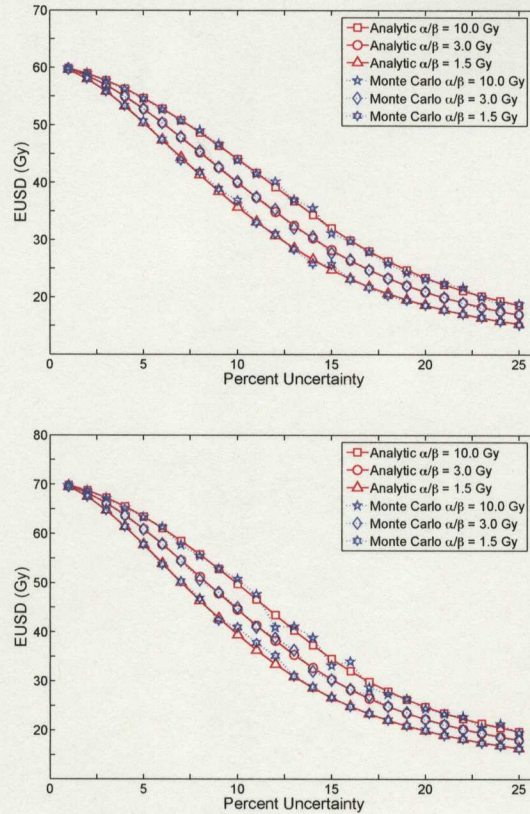 70
60
50
40
30
20
10
EUSD (Gy)
0
5
10
15
20
25
Percent Uncertainty
Analytic α/β = 10.0 Gy
Analytic α/β = 3.0 Gy
Analytic α/β = 1.5 Gy
Monte Carlo α/β = 10.0 Gy
Monte Carlo α/β = 3.0 Gy
Monte Carlo α/β = 1.5 Gy
80
70
60
50
40
30
20
10
EUSD (Gy)
0
5
10
15
20
25
Percent Uncertainty
Analytic α/β = 10.0 Gy
Analytic α/β = 3.0 Gy
Analytic α/β = 1.5 Gy
Monte Carlo α/β = 10.0 Gy
Monte Carlo α/β = 3.0 Gy
Monte Carlo α/β = 1.5 Gy